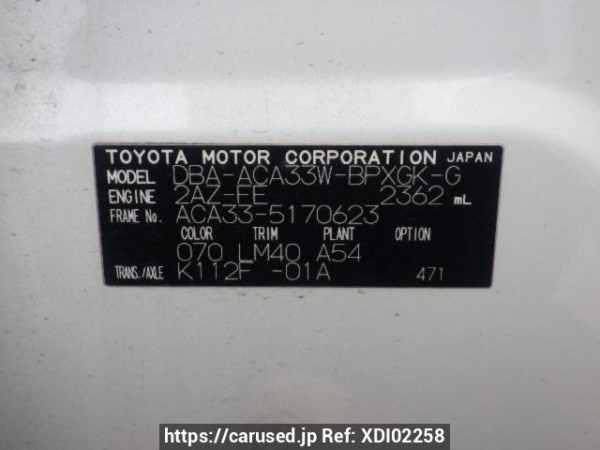 TOYOTA MOTOR CORPORATION JAPAN
MODEL DBA-ACA33W-BPXGK-G
ENGINE 2AZ-FE 2362 mL
FRAME No. ACA33-5170623
COLOR TRIM PLANT OPTION
070 LM40 A54
TRANS./AXLE K112F -01A 471
https://carused.jp Ref: XDI02258